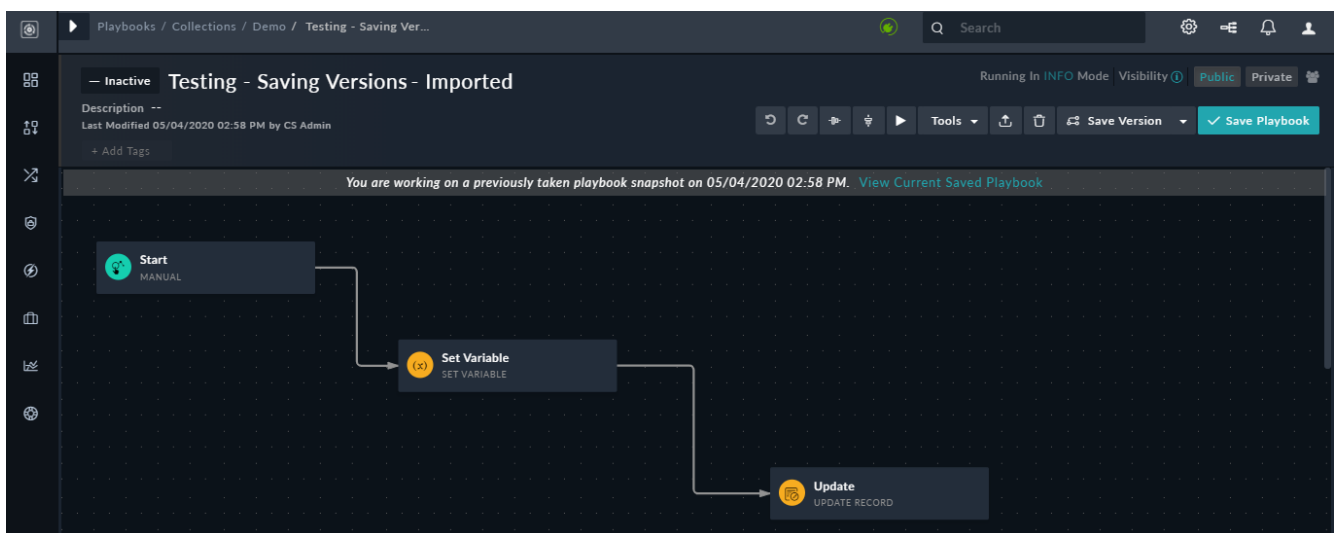 Playbooks / Collections / Demo / Testing - Saving Ver...
Search
— Inactive Testing - Saving Versions - Imported
Running In INFO Mode Visibility Public Private
Description --
Last Modified 05/04/2020 02:58 PM by CS Admin
Tools Save Version Save Playbook
+ Add Tags
You are working on a previously taken playbook snapshot on 05/04/2020 02:58 PM. View Current Saved Playbook
Start
MANUAL
(x) Set Variable
SET VARIABLE
Update
UPDATE RECORD